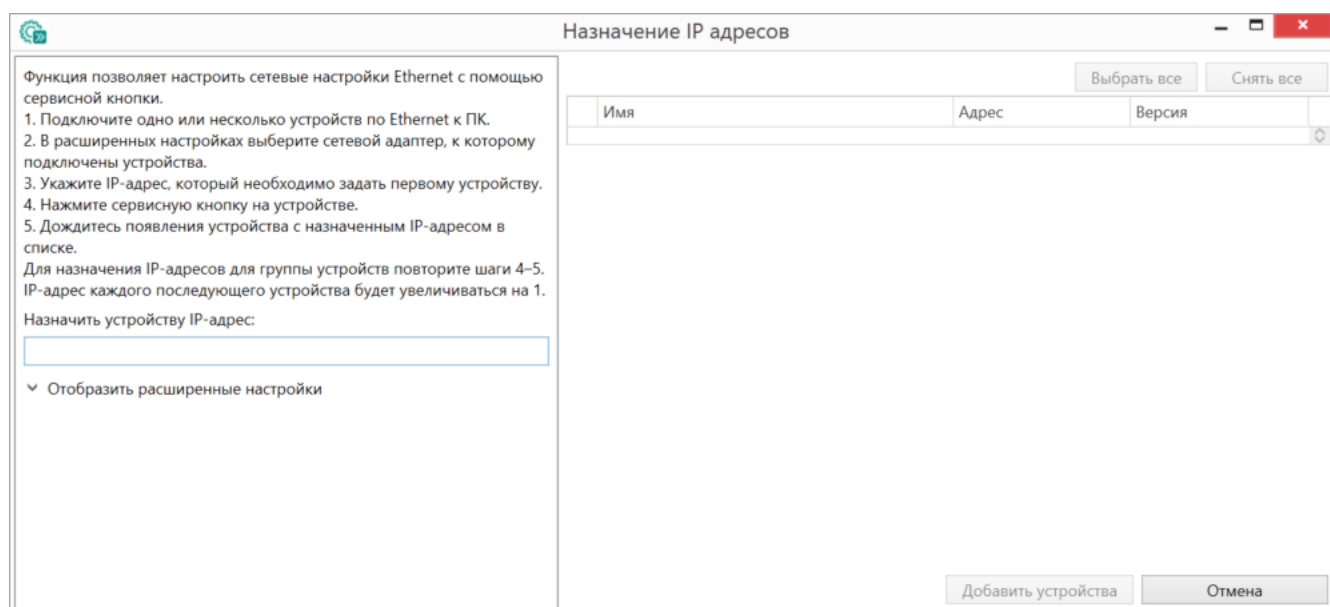 Назначение IP адресов
Функция позволяет настроить сетевые настройки Ethernet с помощью
сервисной кнопки.
1. Подключите одно или несколько устройств по Ethernet к ПК.
2. В расширенных настройках выберите сетевой адаптер, к которому
подключены устройства.
3. Укажите IP-адрес, который необходимо задать первому устройству.
4. Нажмите сервисную кнопку на устройстве.
5. Дождитесь появления устройства с назначенным IP-адресом в
списке.
Для назначения IP-адресов для группы устройств повторите шаги 4–5.
IP-адрес каждого последующего устройства будет увеличиваться на 1.
Назначить устройству IP-адрес:
Отобразить расширенные настройки
Выбрать все Снять все
Имя Адрес Версия
Добавить устройства Отмена